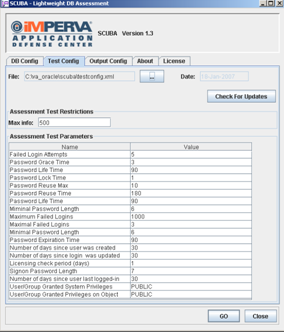 SCUBA - Lightweight DB Assessment
iMPERVA
APPLICATION
DEFENSE CENTER
SCUBA Version 1.3
DB Config Test Config Output Config About License
File: C:\va_oracle\scuba\testconfig.xml Date:
Check For Updates
Assessment Test Restrictions
Max info: 500
Assessment Test Parameters
Name Value
Failed Login Attempts 5
Password Grace Time 3
Password Life Time 90
Password Lock Time 1
Password Reuse Max 10
Password Reuse Time 180
Password Life Time 90
Minimal Password Length 6
Maximum Failed Logins 1000
Maximal Failed Logins 3
Minimal Password Length 6
Password Expiration Time 90
Number of days since user was created 30
Number of days since login was updated 30
Licensing check period (days) 1
Signon Password Length 7
Number of days since user last logged-in 30
User/Group Granted System Privileges PUBLIC
User/Group Granted Privileges on Object PUBLIC
GO Close